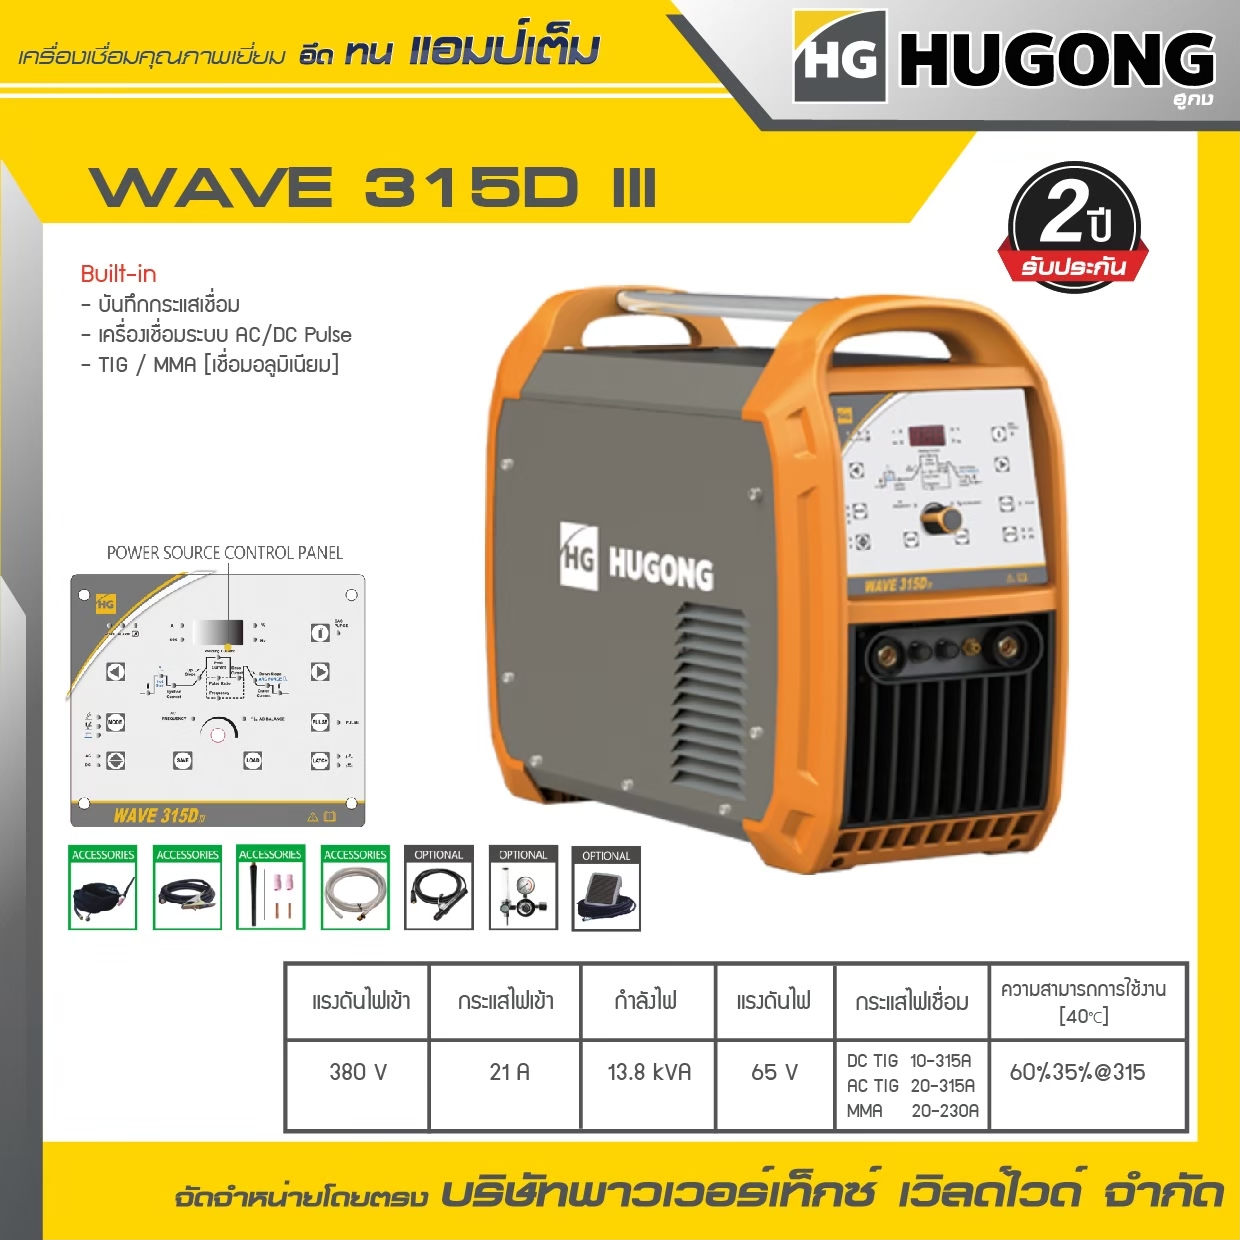 เครื่องเชื่อมคุณภาพเยี่ยม อึด ทน แอมป์เต็ม
HG HUGONG
ฮูกง
WAVE 315D III
2 ปี
รับประกัน
Built-in
- บันทึกกระแสเชื่อม
- เครื่องเชื่อมระบบ AC/DC Pulse
- TIG / MMA [เชื่อมอลูมิเนียม]
HG HUGONG
HG
WAVE 315D
POWER SOURCE CONTROL PANEL
HG
MODE
PULSE
PULSE
SAVE
LOAD
LATCH
AC
DC
WAVE 315D
ACCESSORIES
ACCESSORIES
ACCESSORIES
ACCESSORIES
OPTIONAL
OPTIONAL
OPTIONAL
แรงดันไฟเข้า กระแสไฟเข้า กำลังไฟ แรงดันไฟ กระแสไฟเชื่อม ความสามารถการใช้งาน
[40°C]
380 V 21 A 13.8 kVA 65 V DC TIG 10-315A 60%35%@315
AC TIG 20-315A
MMA 20-230A
จัดจำหน่ายโดยตรง บริษัทพาวเวอร์เท็กซ์ เวิลด์ไวด์ จำกัด